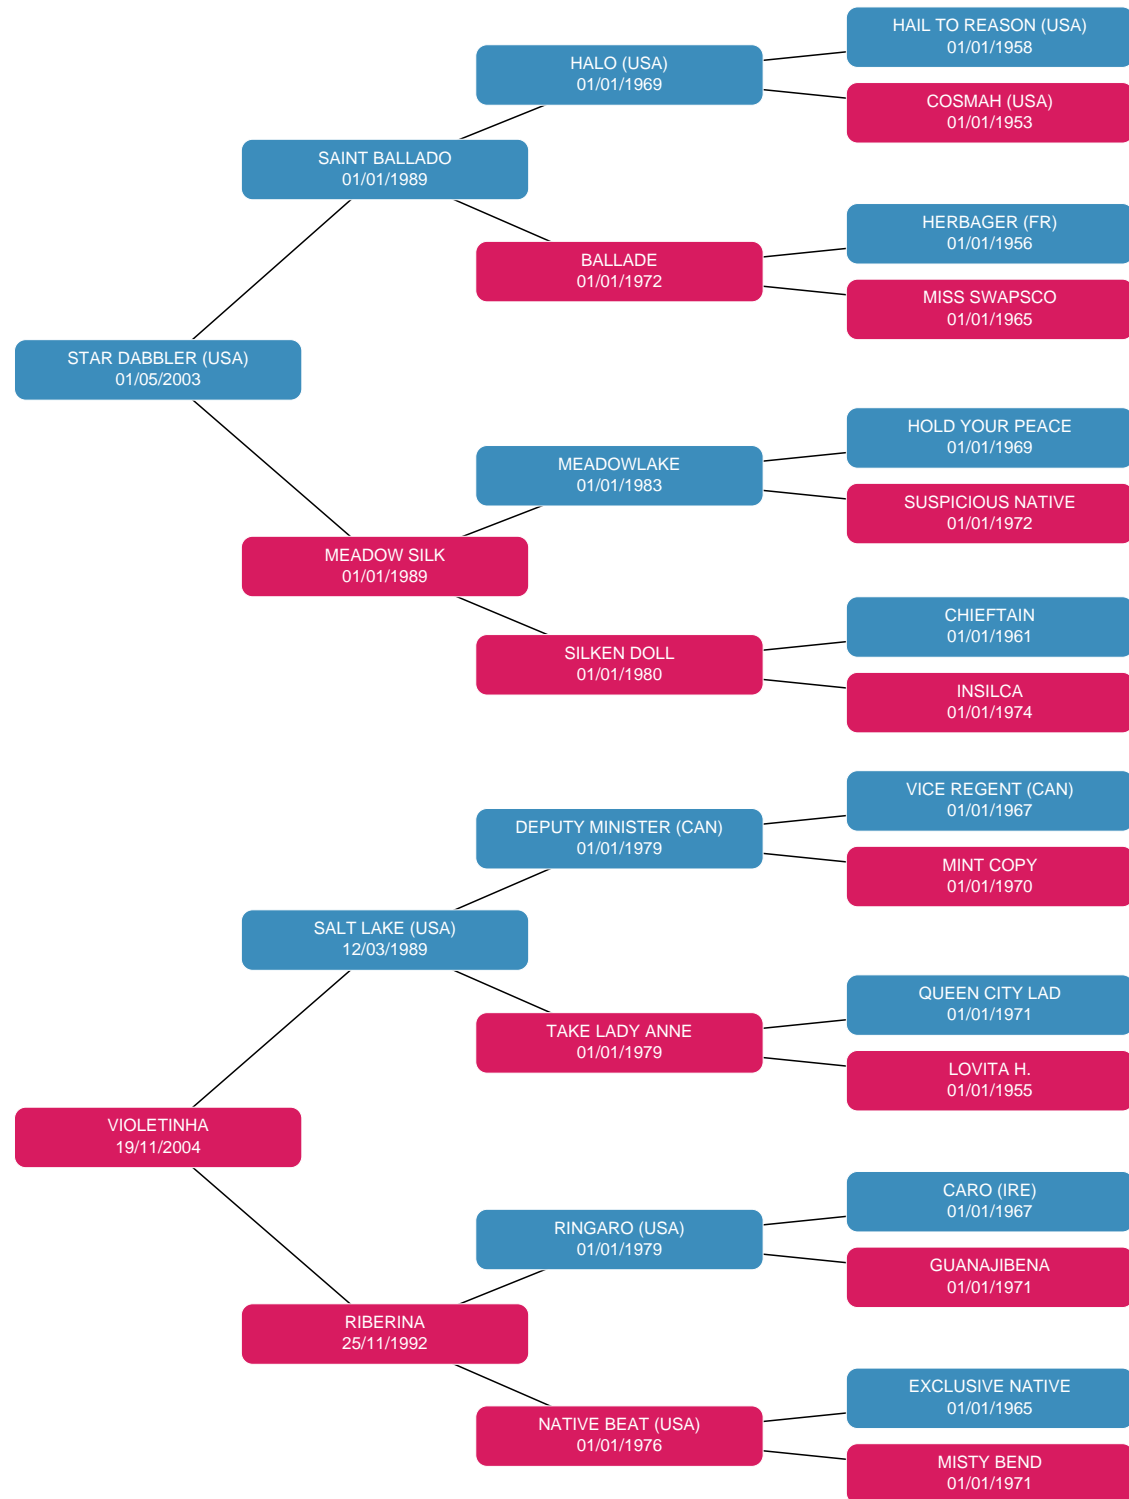 HAIL TO REASON (USA)
01/01/1958
HALO (USA)
01/01/1969
COSMAH (USA)
01/01/1953
SAINT BALLADO
01/01/1989
HERBAGER (FR)
01/01/1956
BALLADE
01/01/1972
MISS SWAPSCO
01/01/1965
STAR DABBLER (USA)
01/05/2003
HOLD YOUR PEACE
01/01/1969
MEADOWLAKE
01/01/1983
SUSPICIOUS NATIVE
01/01/1972
MEADOW SILK
01/01/1989
CHIEFTAIN
01/01/1961
SILKEN DOLL
01/01/1980
INSILCA
01/01/1974
VICE REGENT (CAN)
01/01/1967
DEPUTY MINISTER (CAN)
01/01/1979
MINT COPY
01/01/1970
SALT LAKE (USA)
12/03/1989
QUEEN CITY LAD
01/01/1971
TAKE LADY ANNE
01/01/1979
LOVITA H.
01/01/1955
VIOLETINHA
19/11/2004
CARO (IRE)
01/01/1967
RINGARO (USA)
01/01/1979
GUANAJIBENA
01/01/1971
RIBERINA
25/11/1992
EXCLUSIVE NATIVE
01/01/1965
NATIVE BEAT (USA)
01/01/1976
MISTY BEND
01/01/1971